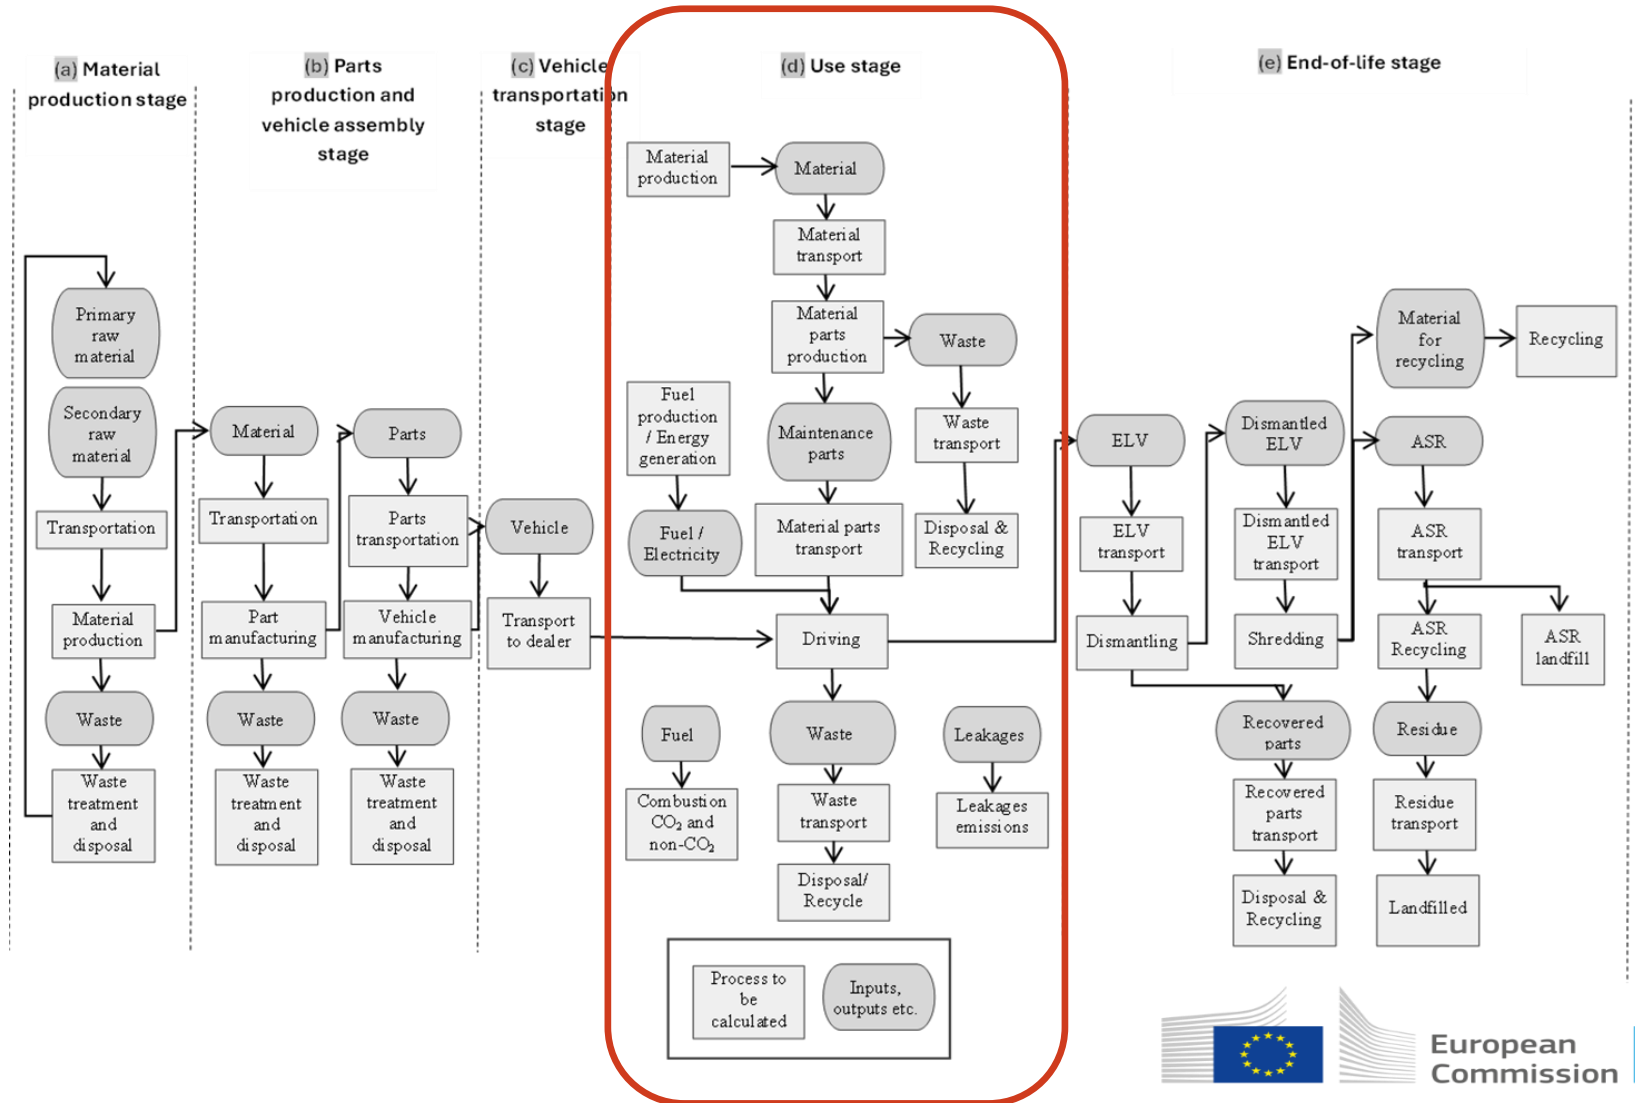 (a) Material
production stage
(b) Parts
production and
vehicle assembly
stage
(c) Vehicle
transportation
stage
(d) Use stage
(e) End-of-life stage
Primary
raw
material
Secondary
raw
material
Transportation
Material
production
Waste
Waste
treatment
and
disposal
Material
Transportation
Part
manufacturing
Waste
Waste
treatment
and
disposal
Parts
Parts
transportation
Vehicle
manufacturing
Waste
Waste
treatment
and
disposal
Vehicle
Transport
to dealer
Material
production
Material
Material
transport
Material
parts
production
Waste
Waste
transport
Disposal &
Recycling
Fuel
production
/ Energy
generation
Fuel /
Electricity
Maintenance
parts
Material parts
transport
Driving
Fuel
Combustion
CO₂ and
non-CO₂
Waste
Waste
transport
Disposal/
Recycle
Leakages
Leakages
emissions
Process to
be
calculated
Inputs,
outputs etc.
ELV
ELV
transport
Dismantling
Dismantled
ELV
Dismantled
ELV
transport
Shredding
Recovered
parts
Recovered
parts
transport
Disposal &
Recycling
Material
for
recycling
Recycling
ASR
ASR
transport
ASR
Recycling
ASR
landfill
Residue
Residue
transport
Landfilled
European
Commission